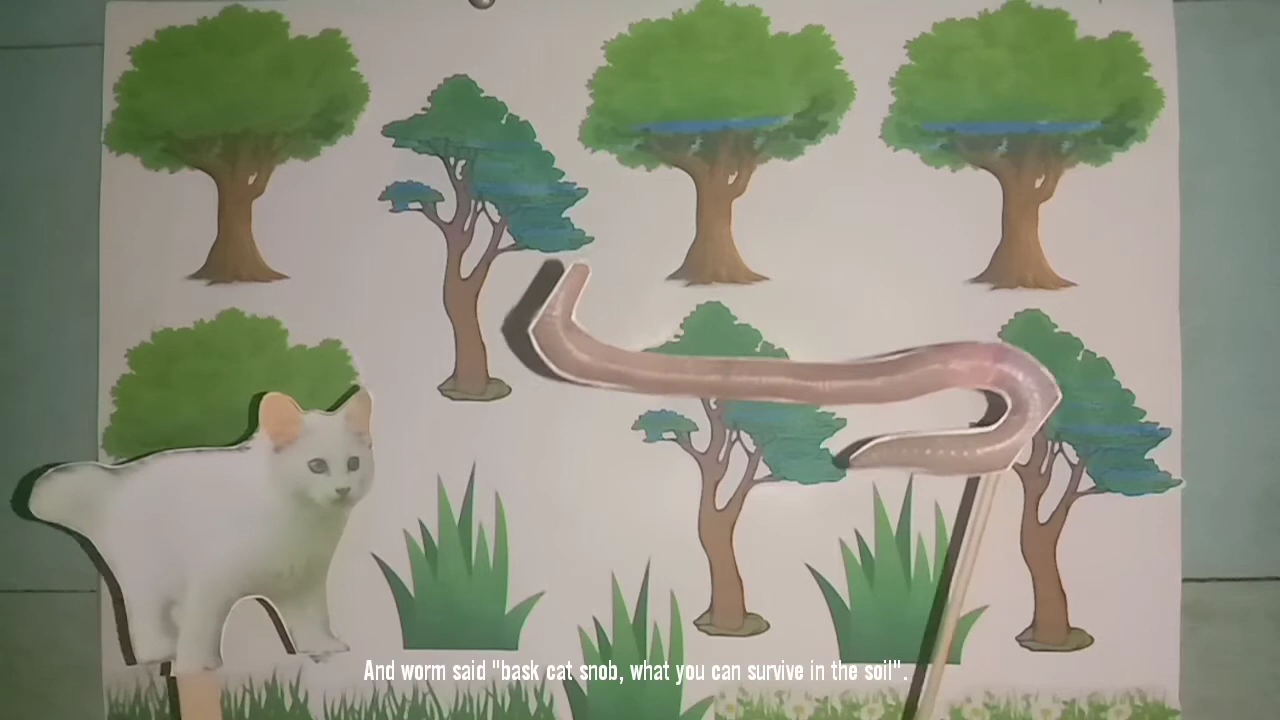 And worm said "bask cat snob, what you can survive in the soil".